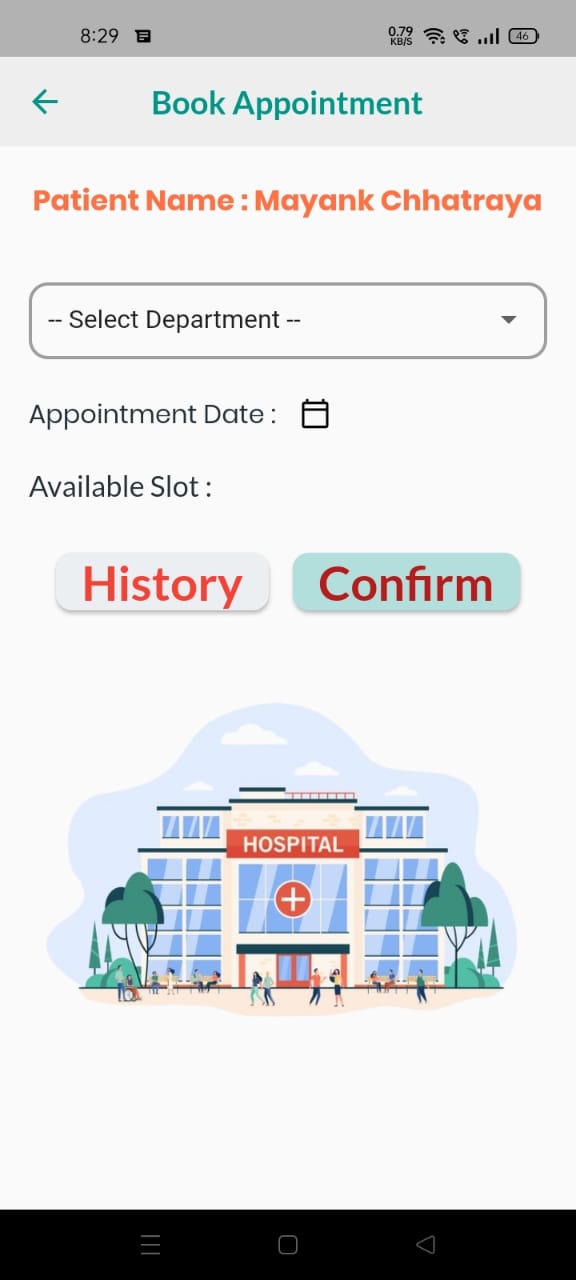 8:29
0.79
KB/S
46
Book Appointment
Patient Name : Mayank Chhatraya
-- Select Department --
Appointment Date :
Available Slot :
History
Confirm
HOSPITAL